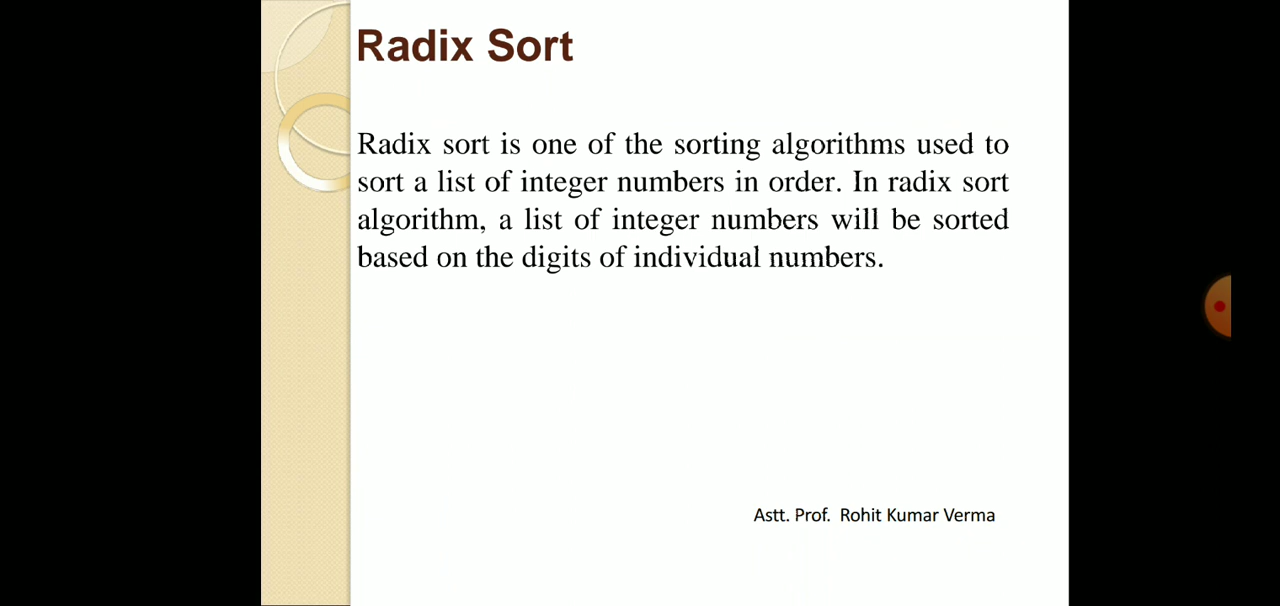 Radix Sort
Radix sort is one of the sorting algorithms used to
sort a list of integer numbers in order. In radix sort
algorithm, a list of integer numbers will be sorted
based on the digits of individual numbers.
Astt. Prof.  Rohit Kumar Verma